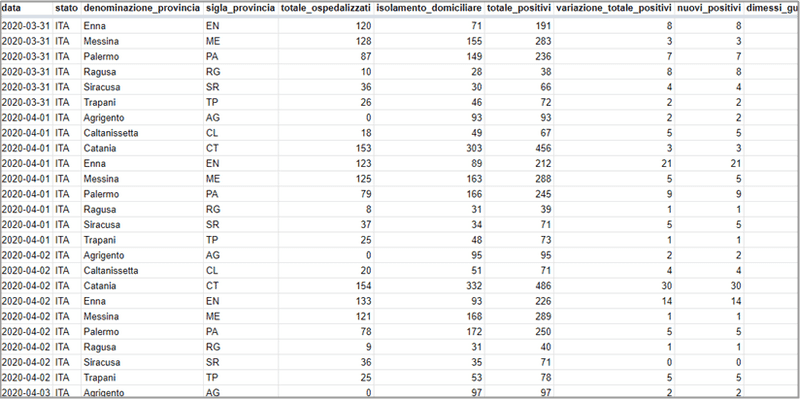 data stato denominazione_provincia sigla_provincia totale_ospedalizzati isolamento_domiciliare totale_positivi variazione_totale_positivi nuovi_positivi dimessi_gu
2020-03-31 ITA Enna EN 120 71 191 8 8
2020-03-31 ITA Messina ME 128 155 283 3 3
2020-03-31 ITA Palermo PA 87 149 236 7 7
2020-03-31 ITA Ragusa RG 10 28 38 8 8
2020-03-31 ITA Siracusa SR 36 30 66 4 4
2020-03-31 ITA Trapani TP 26 46 72 2 2
2020-04-01 ITA Agrigento AG 0 93 93 2 2
2020-04-01 ITA Caltanissetta CL 18 49 67 5 5
2020-04-01 ITA Catania CT 153 303 456 3 3
2020-04-01 ITA Enna EN 123 89 212 21 21
2020-04-01 ITA Messina ME 125 163 288 5 5
2020-04-01 ITA Palermo PA 79 166 245 9 9
2020-04-01 ITA Ragusa RG 8 31 39 1 1
2020-04-01 ITA Siracusa SR 37 34 71 5 5
2020-04-01 ITA Trapani TP 25 48 73 1 1
2020-04-02 ITA Agrigento AG 0 95 95 2 2
2020-04-02 ITA Caltanissetta CL 20 51 71 4 4
2020-04-02 ITA Catania CT 154 332 486 30 30
2020-04-02 ITA Enna EN 133 93 226 14 14
2020-04-02 ITA Messina ME 121 168 289 1 1
2020-04-02 ITA Palermo PA 78 172 250 5 5
2020-04-02 ITA Ragusa RG 9 31 40 1 1
2020-04-02 ITA Siracusa SR 36 35 71 0 0
2020-04-02 ITA Trapani TP 25 53 78 5 5
2020-04-03 ITA Agrigento AG 0 97 97 2 2